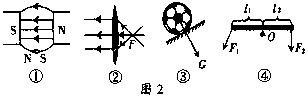 S N
N S
F
G
l₁ l₂
O
F₁ F₂
① ② ③ ④
图2